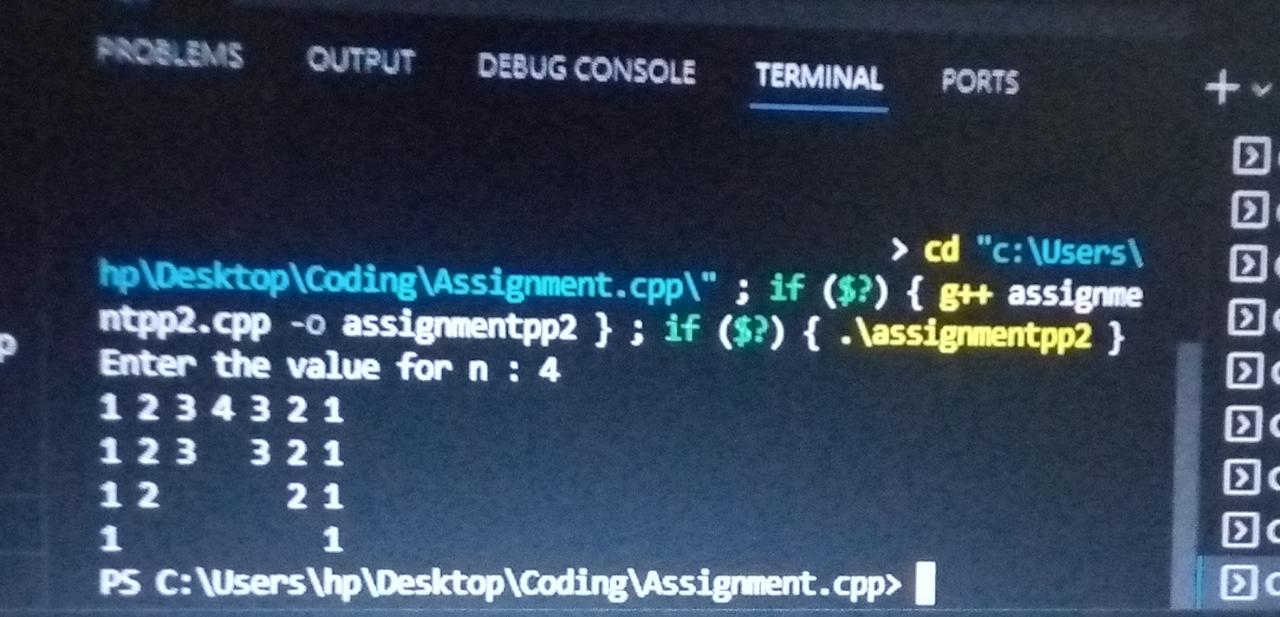 PROBLEMS OUTPUT DEBUG CONSOLE TERMINAL PORTS
> cd "c:\Users\
hp\Desktop\Coding\Assignment.cpp\" ; if ($?) { g++ assignme
ntpp2.cpp -o assignmentpp2 } ; if ($?) { .\assignmentpp2 }
Enter the value for n : 4
1 2 3 4 3 2 1
1 2 3   3 2 1
1 2       2 1
1           1
PS C:\Users\hp\Desktop\Coding\Assignment.cpp>